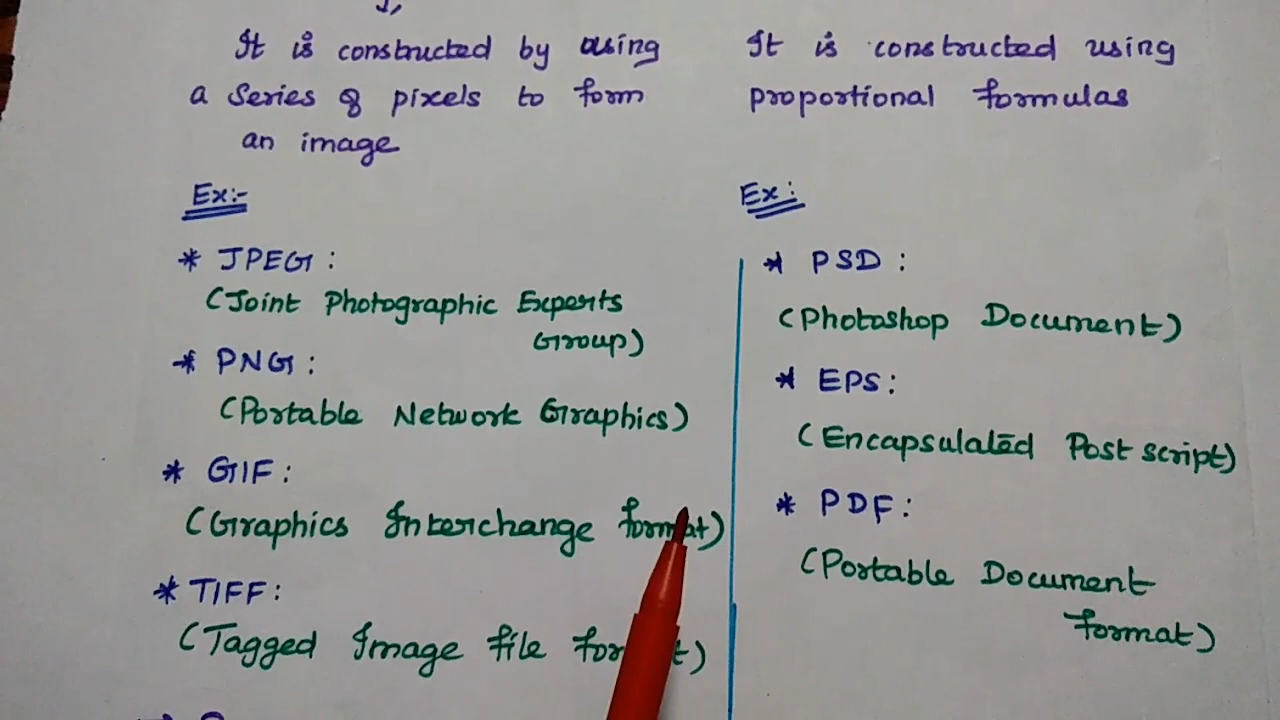 It is constructed by using
a Series of pixels to form
an image
Ex:-
* JPEG :
(Joint Photographic Experts
Group)
* PNG :
(Portable Network Graphics)
* GIF :
(Graphics Interchange format)
* TIFF :
(Tagged Image file format)
It is constructed using
proportional formulas
Ex :
* PSD :
(Photoshop Document)
* EPS :
(Encapsulated Post script)
* PDF :
(Portable Document
format)